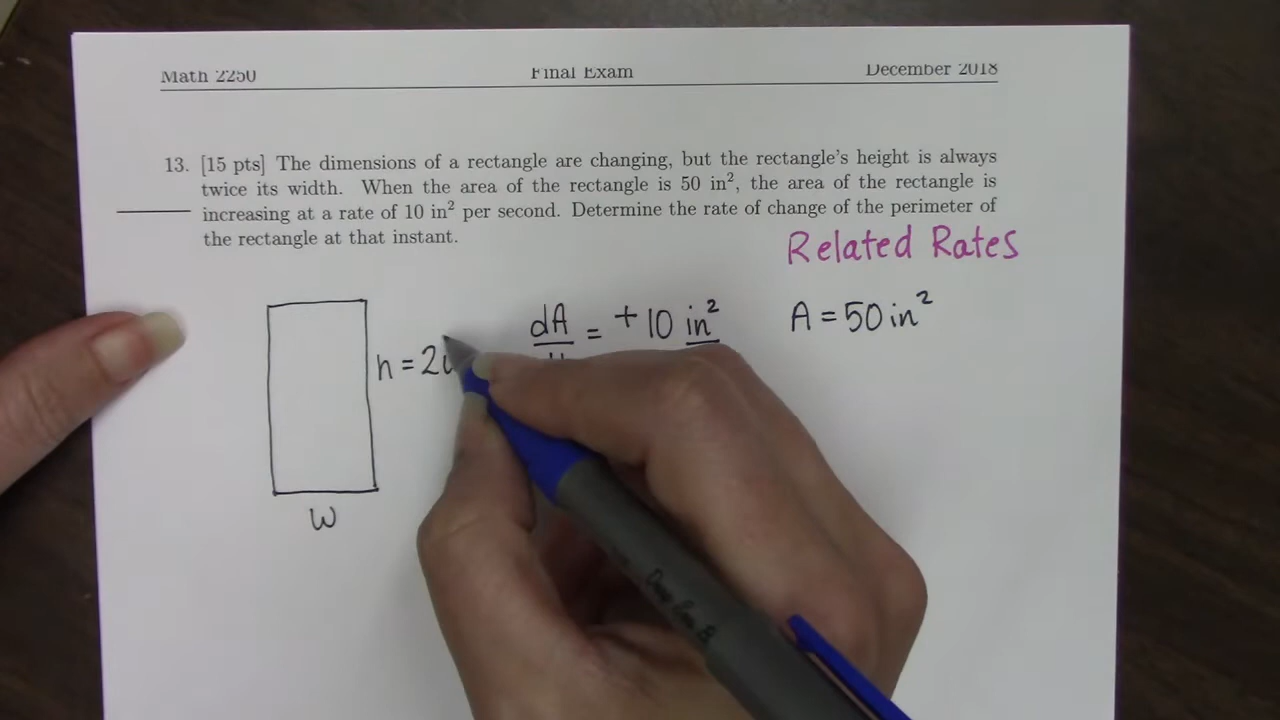 Math 2250 Final Exam December 2018
13. [15 pts] The dimensions of a rectangle are changing, but the rectangle's height is always
twice its width. When the area of the rectangle is 50 in², the area of the rectangle is
increasing at a rate of 10 in² per second. Determine the rate of change of the perimeter of
the rectangle at that instant.
Related Rates
dA = +10 in²
A = 50 in²
h = 2
w